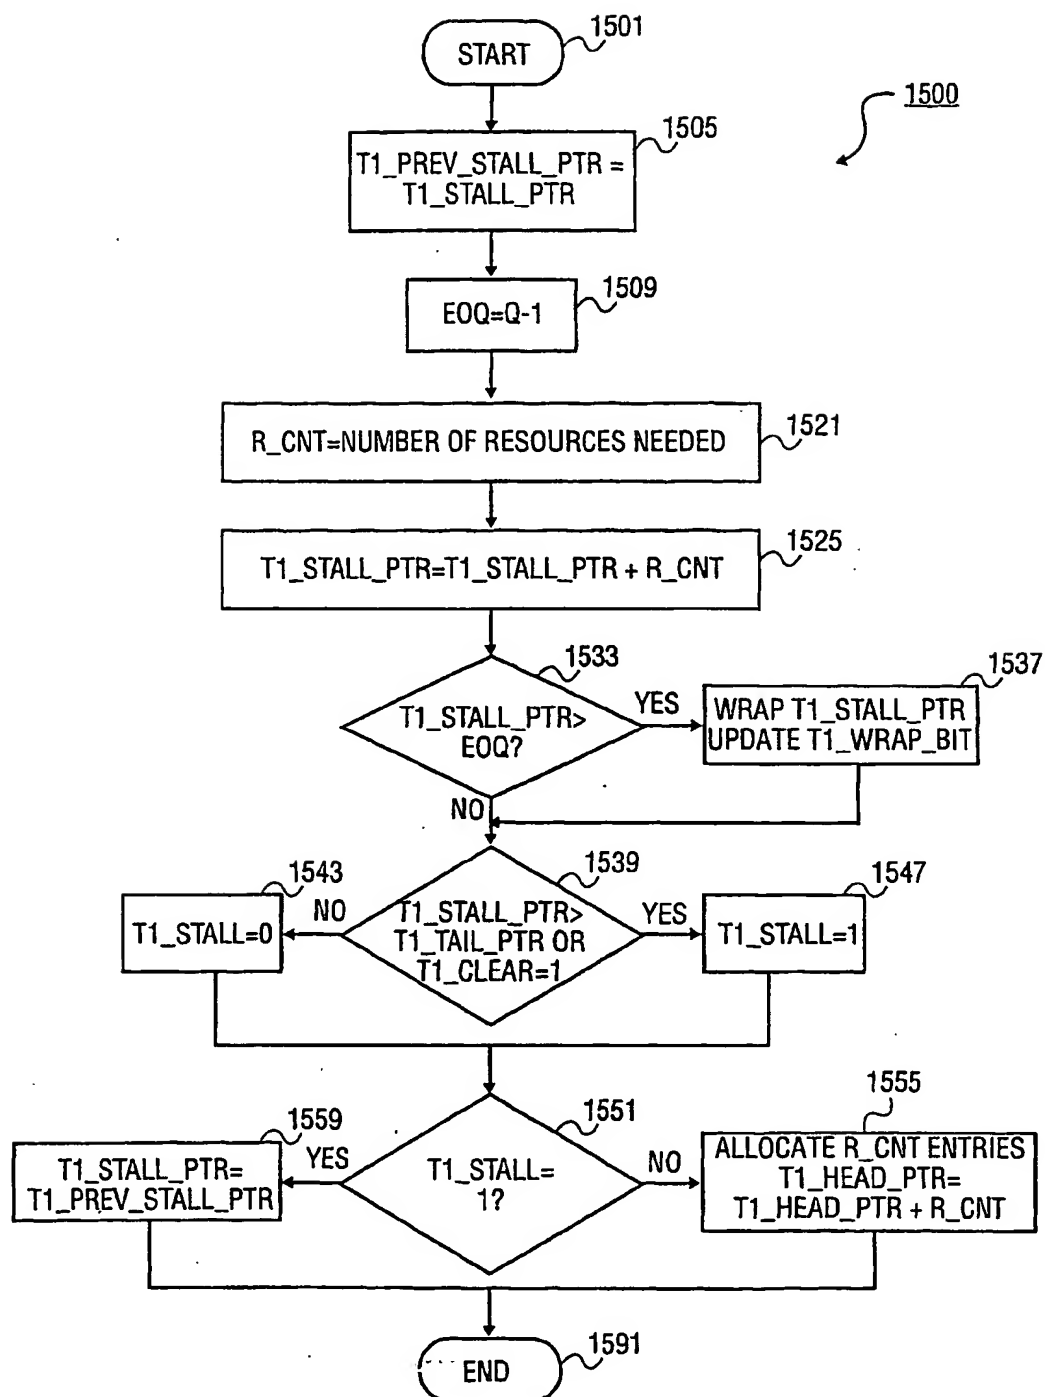 START
1501
1500
T1_PREV_STALL_PTR =
T1_STALL_PTR
1505
EOQ=Q-1
1509
R_CNT=NUMBER OF RESOURCES NEEDED
1521
T1_STALL_PTR=T1_STALL_PTR + R_CNT
1525
T1_STALL_PTR>
EOQ?
1533
YES
WRAP T1_STALL_PTR
UPDATE T1_WRAP_BIT
1537
NO
T1_STALL_PTR>
T1_TAIL_PTR OR
T1_CLEAR=1
1539
NO
T1_STALL=0
1543
YES
T1_STALL=1
1547
T1_STALL=
1?
1551
YES
T1_STALL_PTR=
T1_PREV_STALL_PTR
1559
NO
ALLOCATE R_CNT ENTRIES
T1_HEAD_PTR=
T1_HEAD_PTR + R_CNT
1555
END
1591